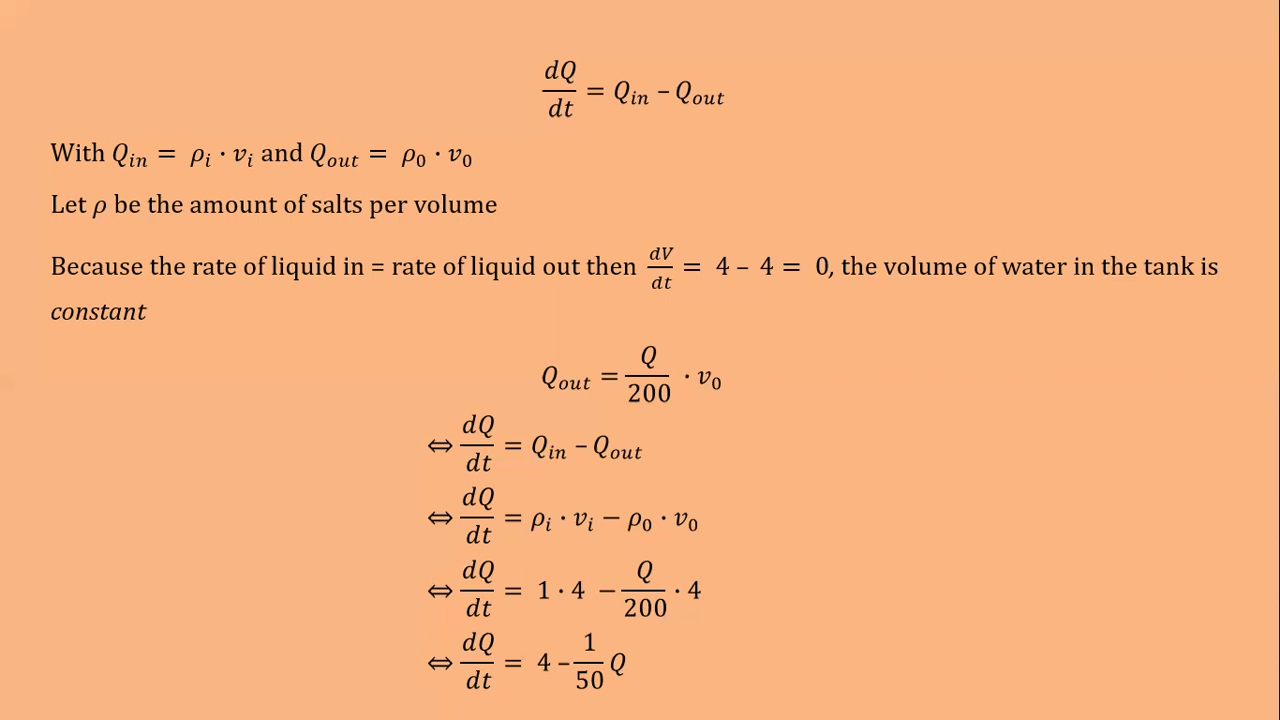 dQ/dt = Q_in – Q_out
With Q_in = ρ_i · v_i and Q_out = ρ_0 · v_0
Let ρ be the amount of salts per volume
Because the rate of liquid in = rate of liquid out then dV/dt = 4 – 4 = 0, the volume of water in the tank is
constant
Q_out = Q/200 · v_0
⇔ dQ/dt = Q_in – Q_out
⇔ dQ/dt = ρ_i · v_i − ρ_0 · v_0
⇔ dQ/dt = 1 · 4 − Q/200 · 4
⇔ dQ/dt = 4 – 1/50 Q